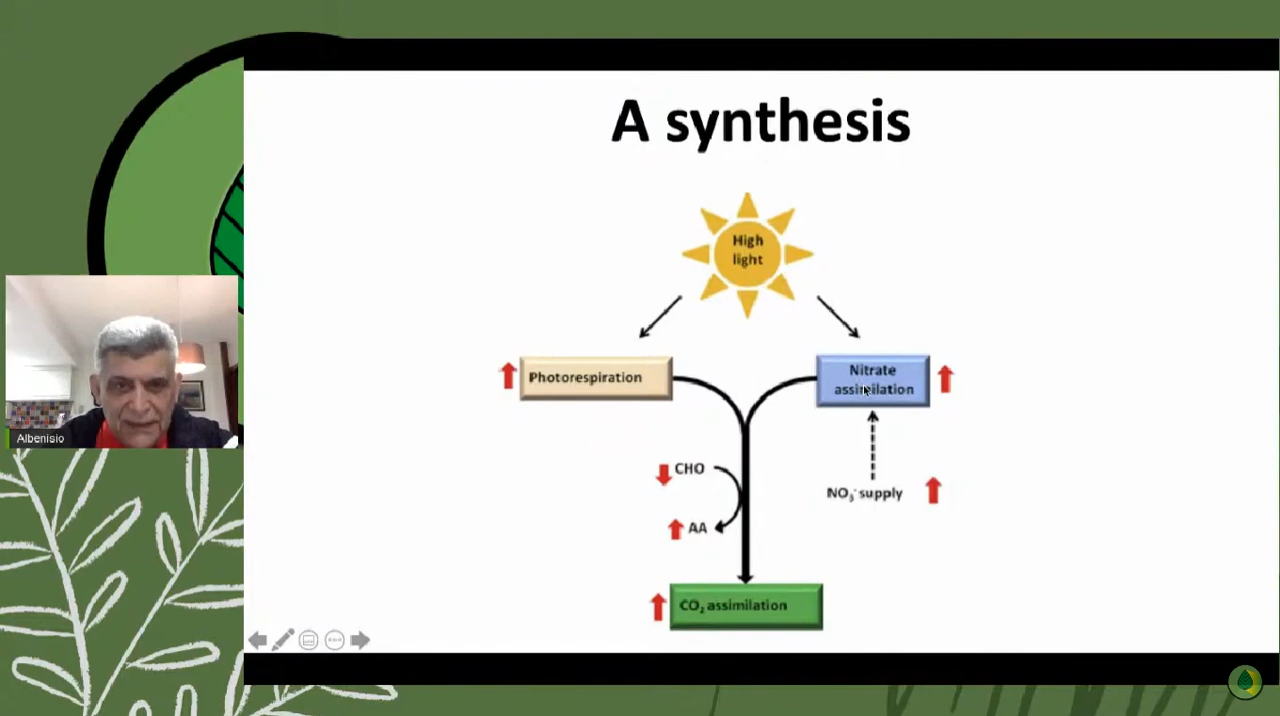 A synthesis
High
light
Photorespiration
Nitrate
assimilation
CHO
NO₃⁻ supply
AA
CO₂ assimilation
Albenisio